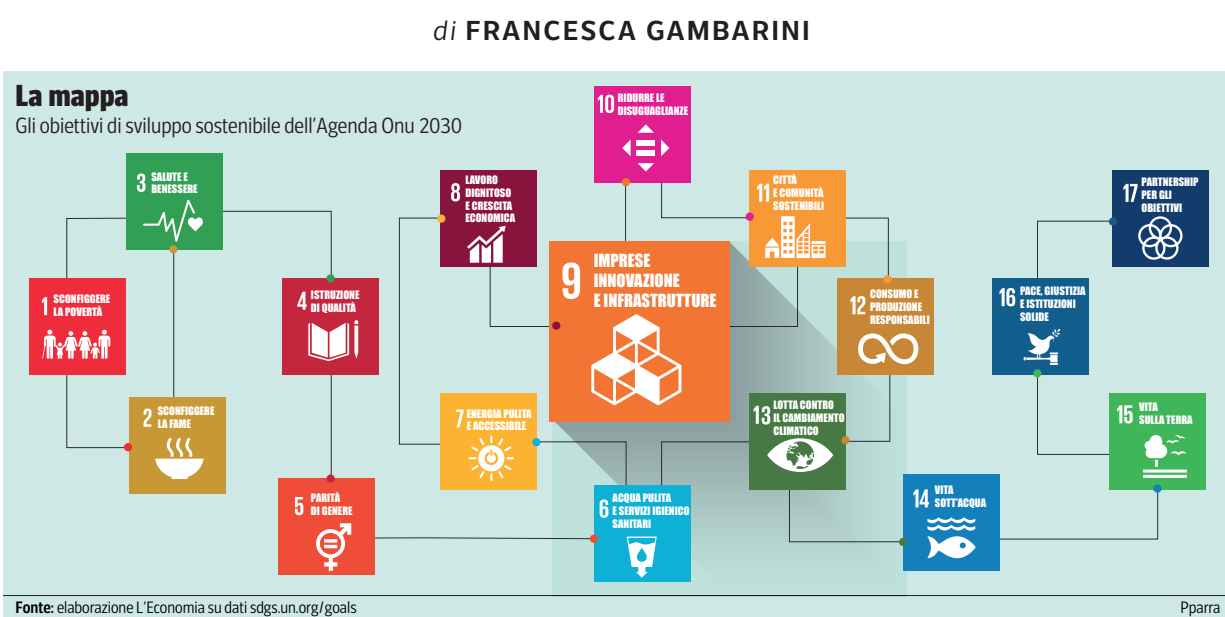 di FRANCESCA GAMBARINI
La mappa
Gli obiettivi di sviluppo sostenibile dell'Agenda Onu 2030
1 SCONFIGGERE
LA POVERTÀ
2 SCONFIGGERE
LA FAME
3 SALUTE E
BENESSERE
4 ISTRUZIONE
DI QUALITÀ
5 PARITÀ
DI GENERE
6 ACQUA PULITA
E SERVIZI IGIENICO
SANITARI
7 ENERGIA PULITA
E ACCESSIBILE
8 LAVORO
DIGNITOSO
E CRESCITA
ECONOMICA
9 IMPRESE
INNOVAZIONE
E INFRASTRUTTURE
10 RIDURRE LE
DISUGUAGLIANZE
11 CITTÀ
E COMUNITÀ
SOSTENIBILI
12 CONSUMO E
PRODUZIONE
RESPONSABILI
13 LOTTA CONTRO
IL CAMBIAMENTO
CLIMATICO
14 VITA
SOTT'ACQUA
15 VITA
SULLA TERRA
16 PACE, GIUSTIZIA
E ISTITUZIONI
SOLIDE
17 PARTNERSHIP
PER GLI
OBIETTIVI
Fonte: elaborazione L'Economia su dati sdgs.un.org/goals
Pparra